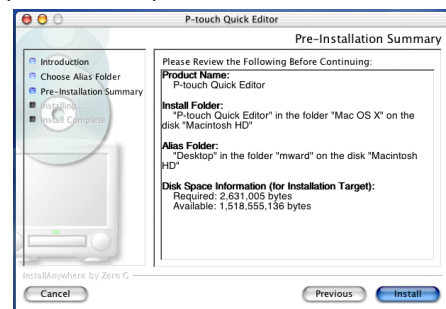 P-touch Quick Editor
Pre-Installation Summary
Introduction
Choose Alias Folder
Pre-Installation Summary
Installing...
Install Complete
Please Review the Following Before Continuing:
Product Name:
P-touch Quick Editor
Install Folder:
"P-touch Quick Editor" in the folder "Mac OS X" on the
disk "Macintosh HD"
Alias Folder:
"Desktop" in the folder "mward" on the disk "Macintosh
HD"
Disk Space Information (for Installation Target):
Required: 2,631,005 bytes
Available: 1,518,555,136 bytes
InstallAnywhere by Zero G
Cancel
Previous
Install